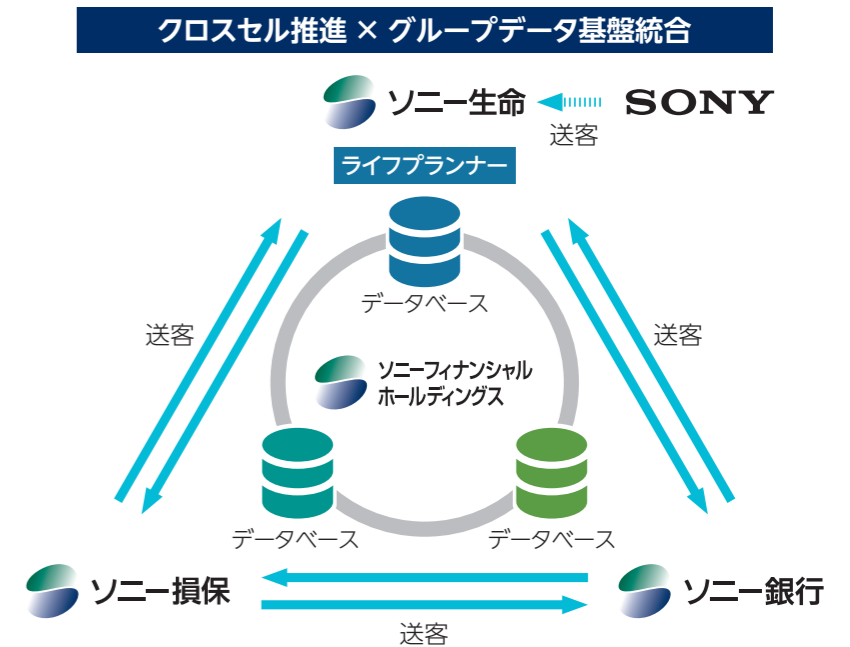 クロスセル推進 × グループデータ基盤統合
ソニー生命
SONY
送客
ライフプランナー
データベース
送客
送客
ソニーフィナンシャル
ホールディングス
データベース
データベース
ソニー損保
ソニー銀行
送客